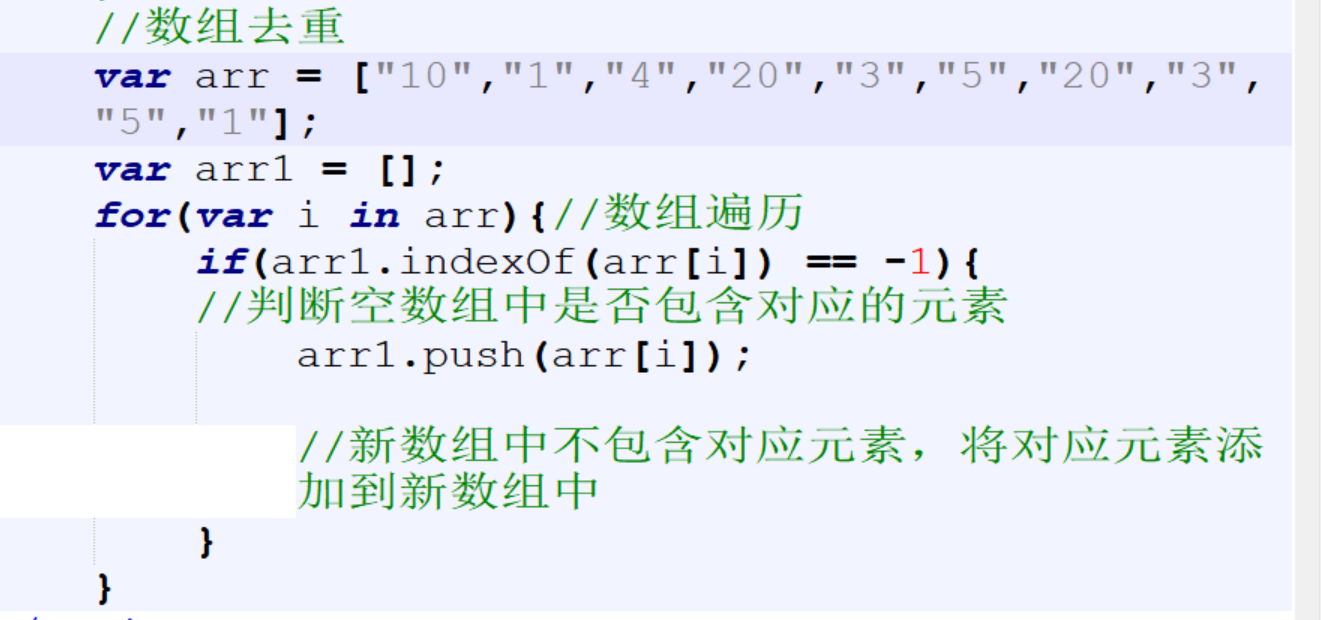 //数组去重
var arr = ["10","1","4","20","3","5","20","3",
"5","1"];
var arr1 = [];
for(var i in arr){//数组遍历
if(arr1.indexOf(arr[i]) == -1){
//判断空数组中是否包含对应的元素
arr1.push(arr[i]);
//新数组中不包含对应元素，将对应元素添
加到新数组中
}
}